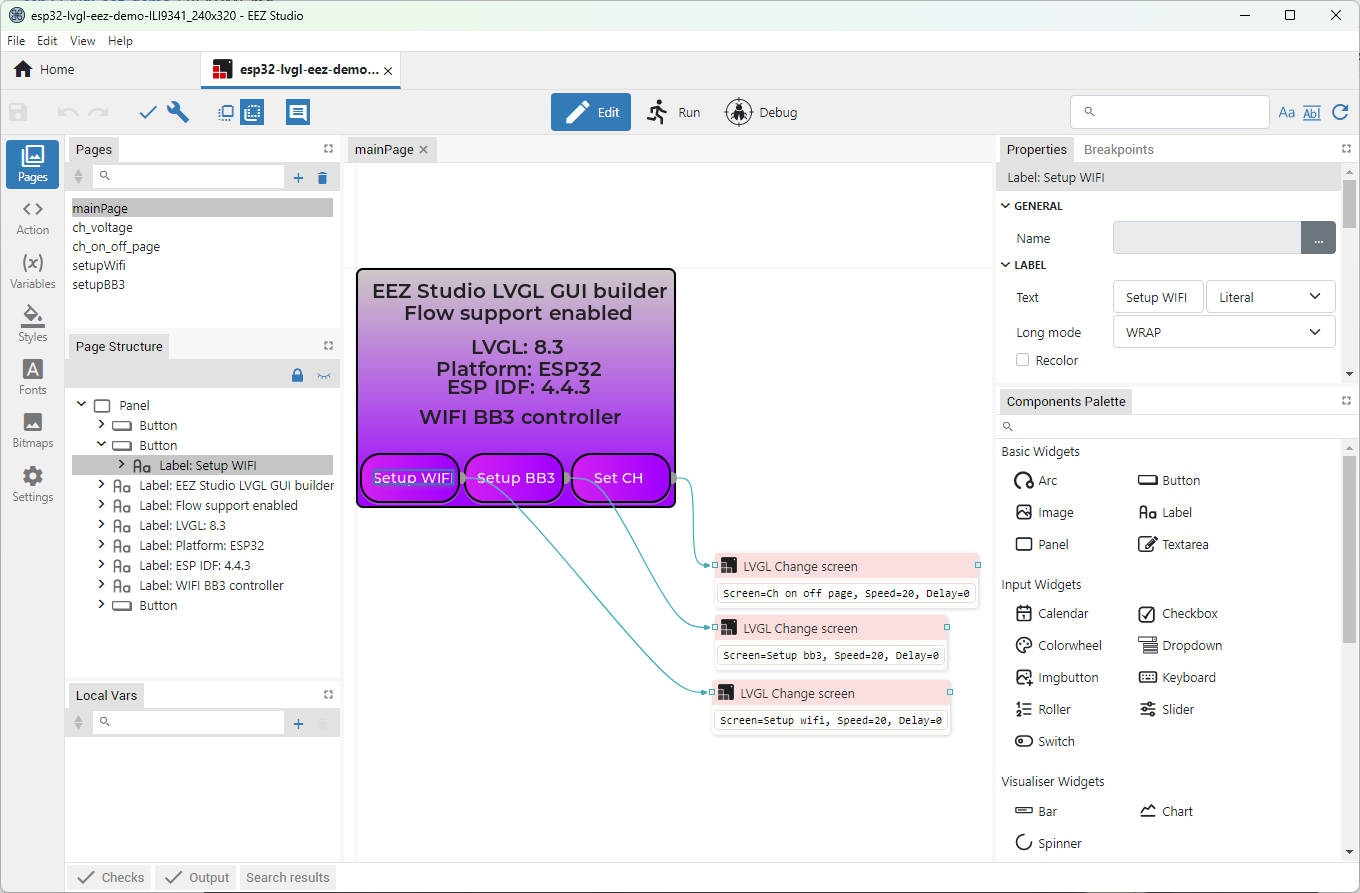 esp32-lvgl-eez-demo-ILI9341_240x320 - EEZ Studio
File Edit View Help
Home
esp32-lvgl-eez-demo...
Edit
Run
Debug
Aa
Ab|
Pages
Action
Variables
Styles
Fonts
Bitmaps
Settings
Pages
mainPage
ch_voltage
ch_on_off_page
setupWifi
setupBB3
Page Structure
Panel
Button
Button
Label: Setup WIFI
Label: EEZ Studio LVGL GUI builder
Label: Flow support enabled
Label: LVGL: 8.3
Label: Platform: ESP32
Label: ESP IDF: 4.4.3
Label: WIFI BB3 controller
Button
Local Vars
mainPage
EEZ Studio LVGL GUI builder
Flow support enabled
LVGL: 8.3
Platform: ESP32
ESP IDF: 4.4.3
WIFI BB3 controller
Setup WIFI
Setup BB3
Set CH
LVGL Change screen
Screen=Ch on off page, Speed=20, Delay=0
LVGL Change screen
Screen=Setup bb3, Speed=20, Delay=0
LVGL Change screen
Screen=Setup wifi, Speed=20, Delay=0
Properties
Breakpoints
Label: Setup WIFI
GENERAL
Name
...
LABEL
Text
Setup WIFI
Literal
Long mode
WRAP
Recolor
Components Palette
Basic Widgets
Arc
Button
Image
Label
Panel
Textarea
Input Widgets
Calendar
Checkbox
Colorwheel
Dropdown
Imgbutton
Keyboard
Roller
Slider
Switch
Visualiser Widgets
Bar
Chart
Spinner
Checks
Output
Search results